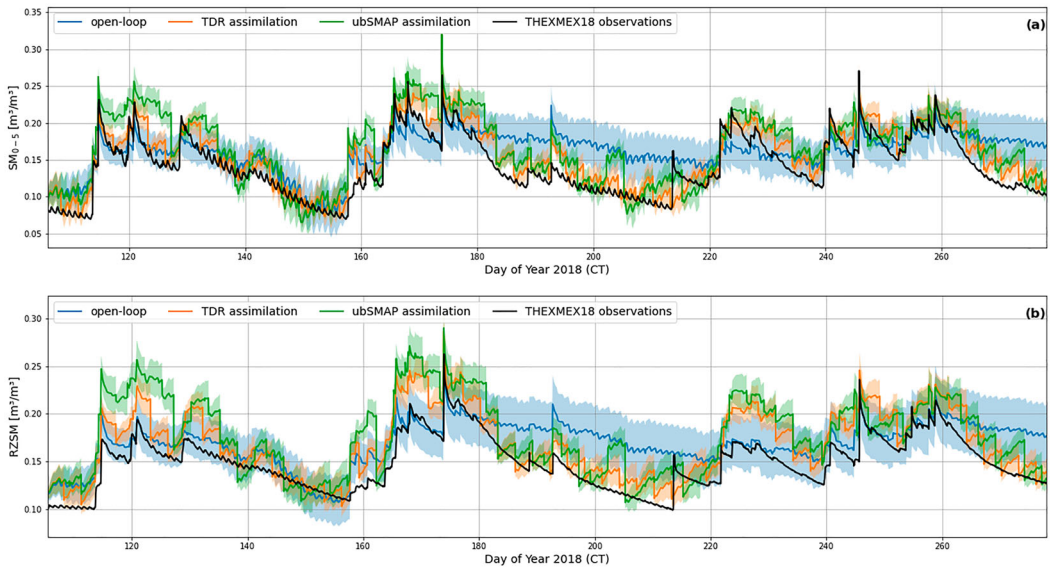 open-loop TDR assimilation ubSMAP assimilation THEXMEX18 observations (a)
SM₀₋₅ [m³/m³]
0.35
0.30
0.25
0.20
0.15
0.10
0.05
120 140 160 180 200 220 240 260
Day of Year 2018 (CT)
open-loop TDR assimilation ubSMAP assimilation THEXMEX18 observations (b)
RZSM [m³/m³]
0.30
0.25
0.20
0.15
0.10
120 140 160 180 200 220 240 260
Day of Year 2018 (CT)